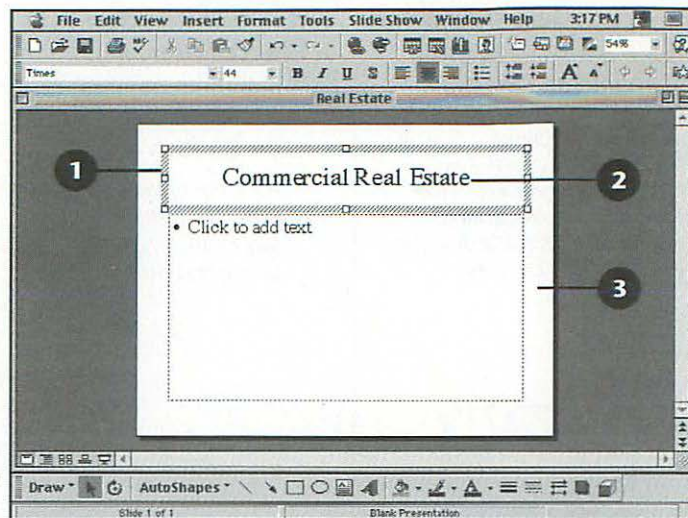 File Edit View Insert Format Tools Slide Show Window Help 3:17 PM
54%
Times 44 B I U S A A
Real Estate
1 Commercial Real Estate 2
• Click to add text
3
Draw AutoShapes A A
Slide 1 of 1 Blank Presentation